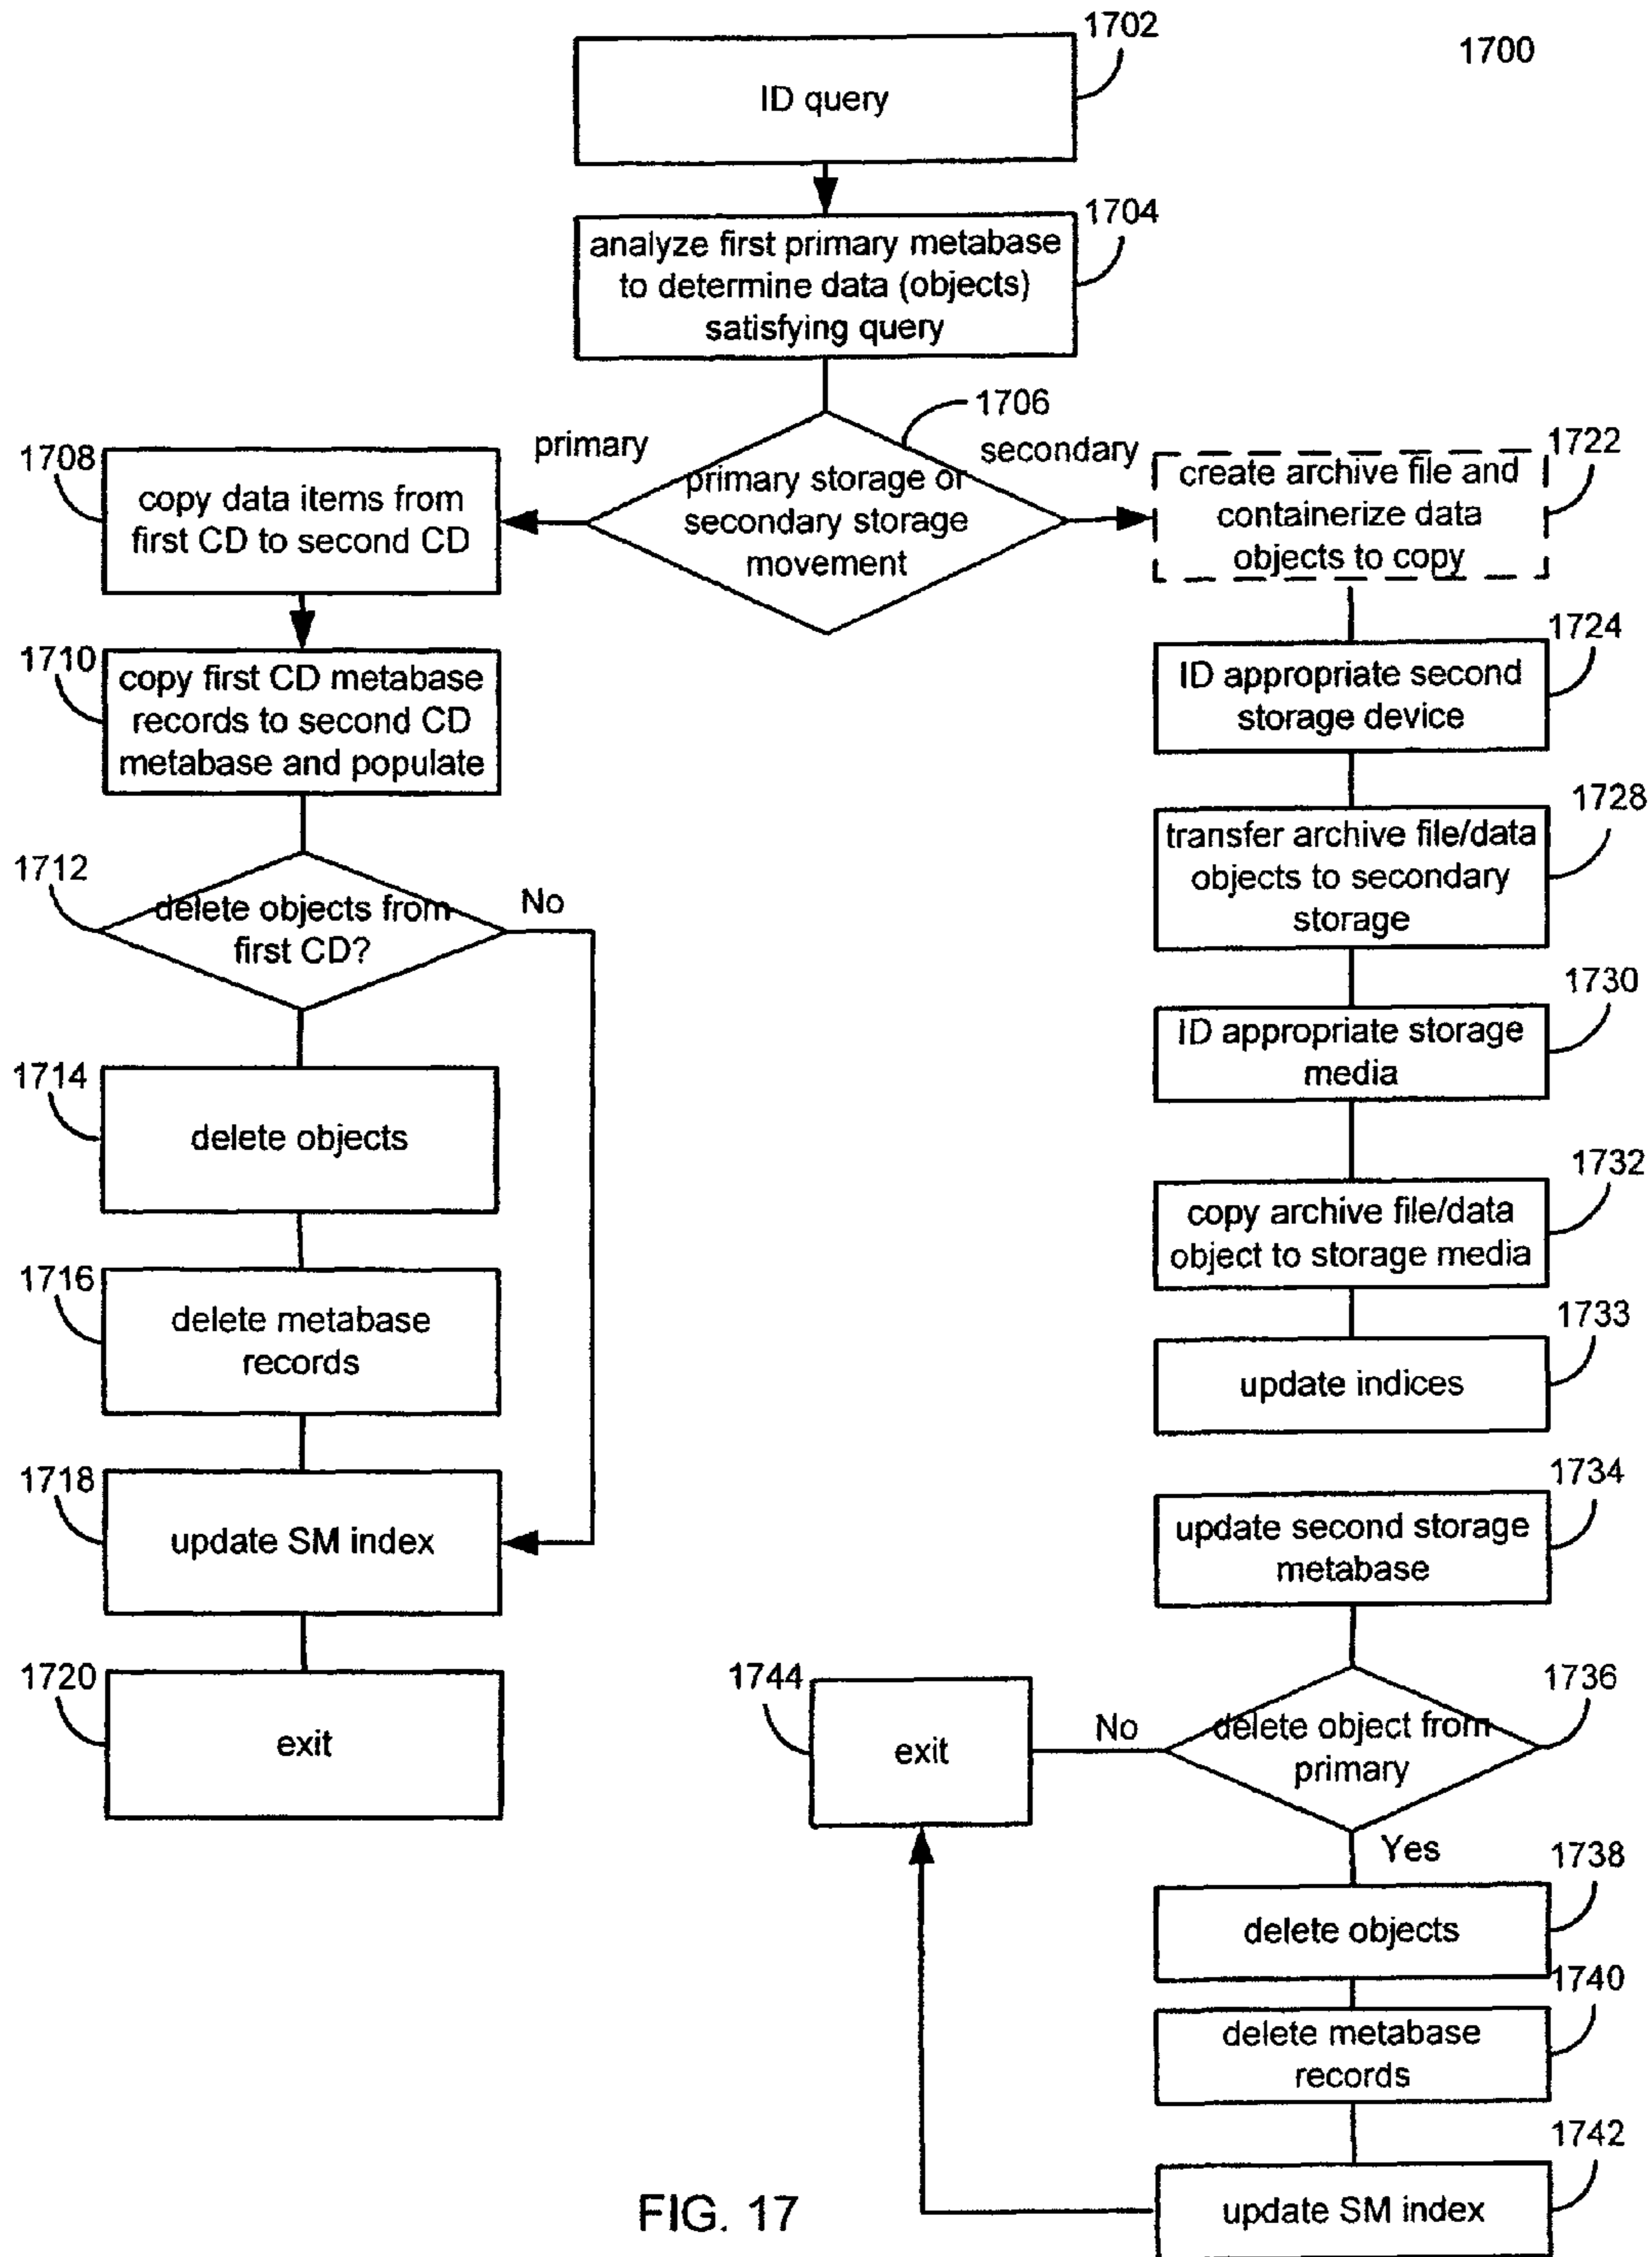 1702
1700
ID query
1704
analyze first primary metabase
to determine data (objects)
satisfying query
1706
primary
secondary
primary storage or
secondary storage
movement
1708
copy data items from
first CD to second CD
1710
copy first CD metabase
records to second CD
metabase and populate
1712
delete objects from
first CD?
No
1714
delete objects
1716
delete metabase
records
1718
update SM index
1720
exit
1722
create archive file and
containerize data
objects to copy
1724
ID appropriate second
storage device
1728
transfer archive file/data
objects to secondary
storage
1730
ID appropriate storage
media
1732
copy archive file/data
object to storage media
1733
update indices
1734
update second storage
metabase
1736
delete object from
primary
No
1744
exit
Yes
1738
delete objects
1740
delete metabase
records
1742
update SM index
FIG. 17